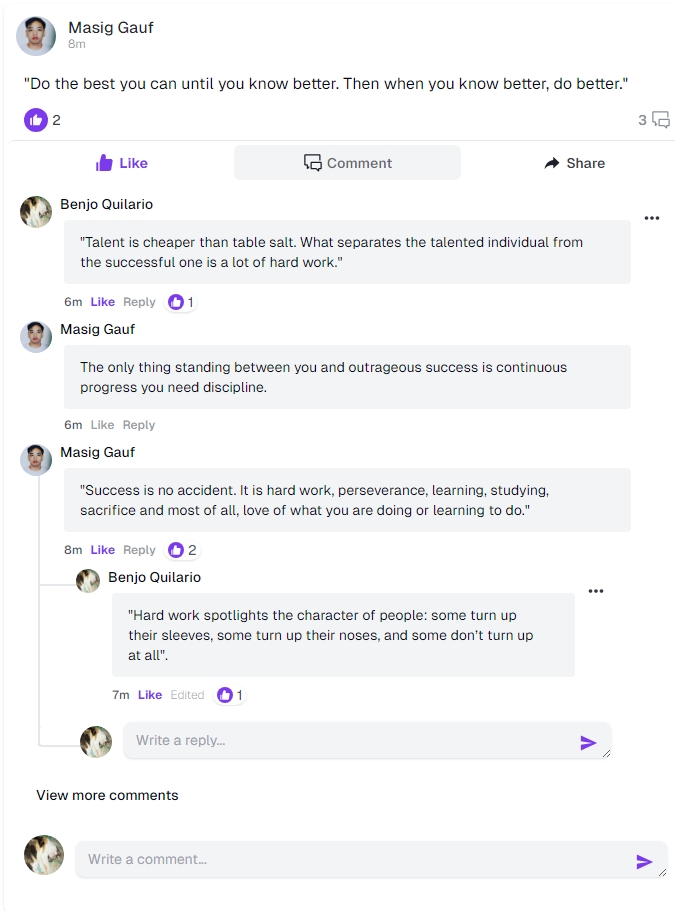 Masig Gauf
8m
"Do the best you can until you know better. Then when you know better, do better."
2
3
Like
Comment
Share
Benjo Quilario
"Talent is cheaper than table salt. What separates the talented individual from
the successful one is a lot of hard work."
6m Like Reply 1
Masig Gauf
The only thing standing between you and outrageous success is continuous
progress you need discipline.
6m Like Reply
Masig Gauf
"Success is no accident. It is hard work, perseverance, learning, studying,
sacrifice and most of all, love of what you are doing or learning to do."
8m Like Reply 2
Benjo Quilario
"Hard work spotlights the character of people: some turn up
their sleeves, some turn up their noses, and some don't turn up
at all".
7m Like Edited 1
Write a reply...
View more comments
Write a comment...